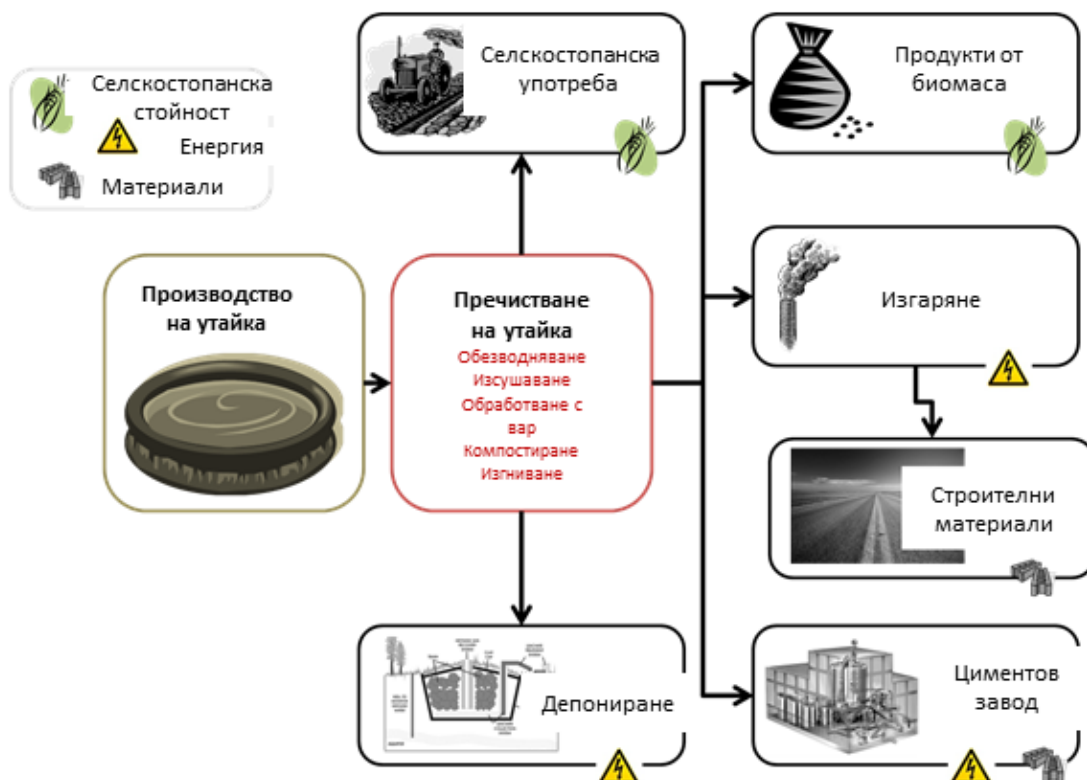 Селскостопанска
стойност
Енергия
Материали
Селскостопанска
употреба
Продукти от
биомаса
Производство
на утайка
Пречистване
на утайка
Обезводняване
Изсушаване
Обработване с
вар
Компостиране
Изгниване
Изгаряне
Строителни
материали
Депониране
Циментов
завод